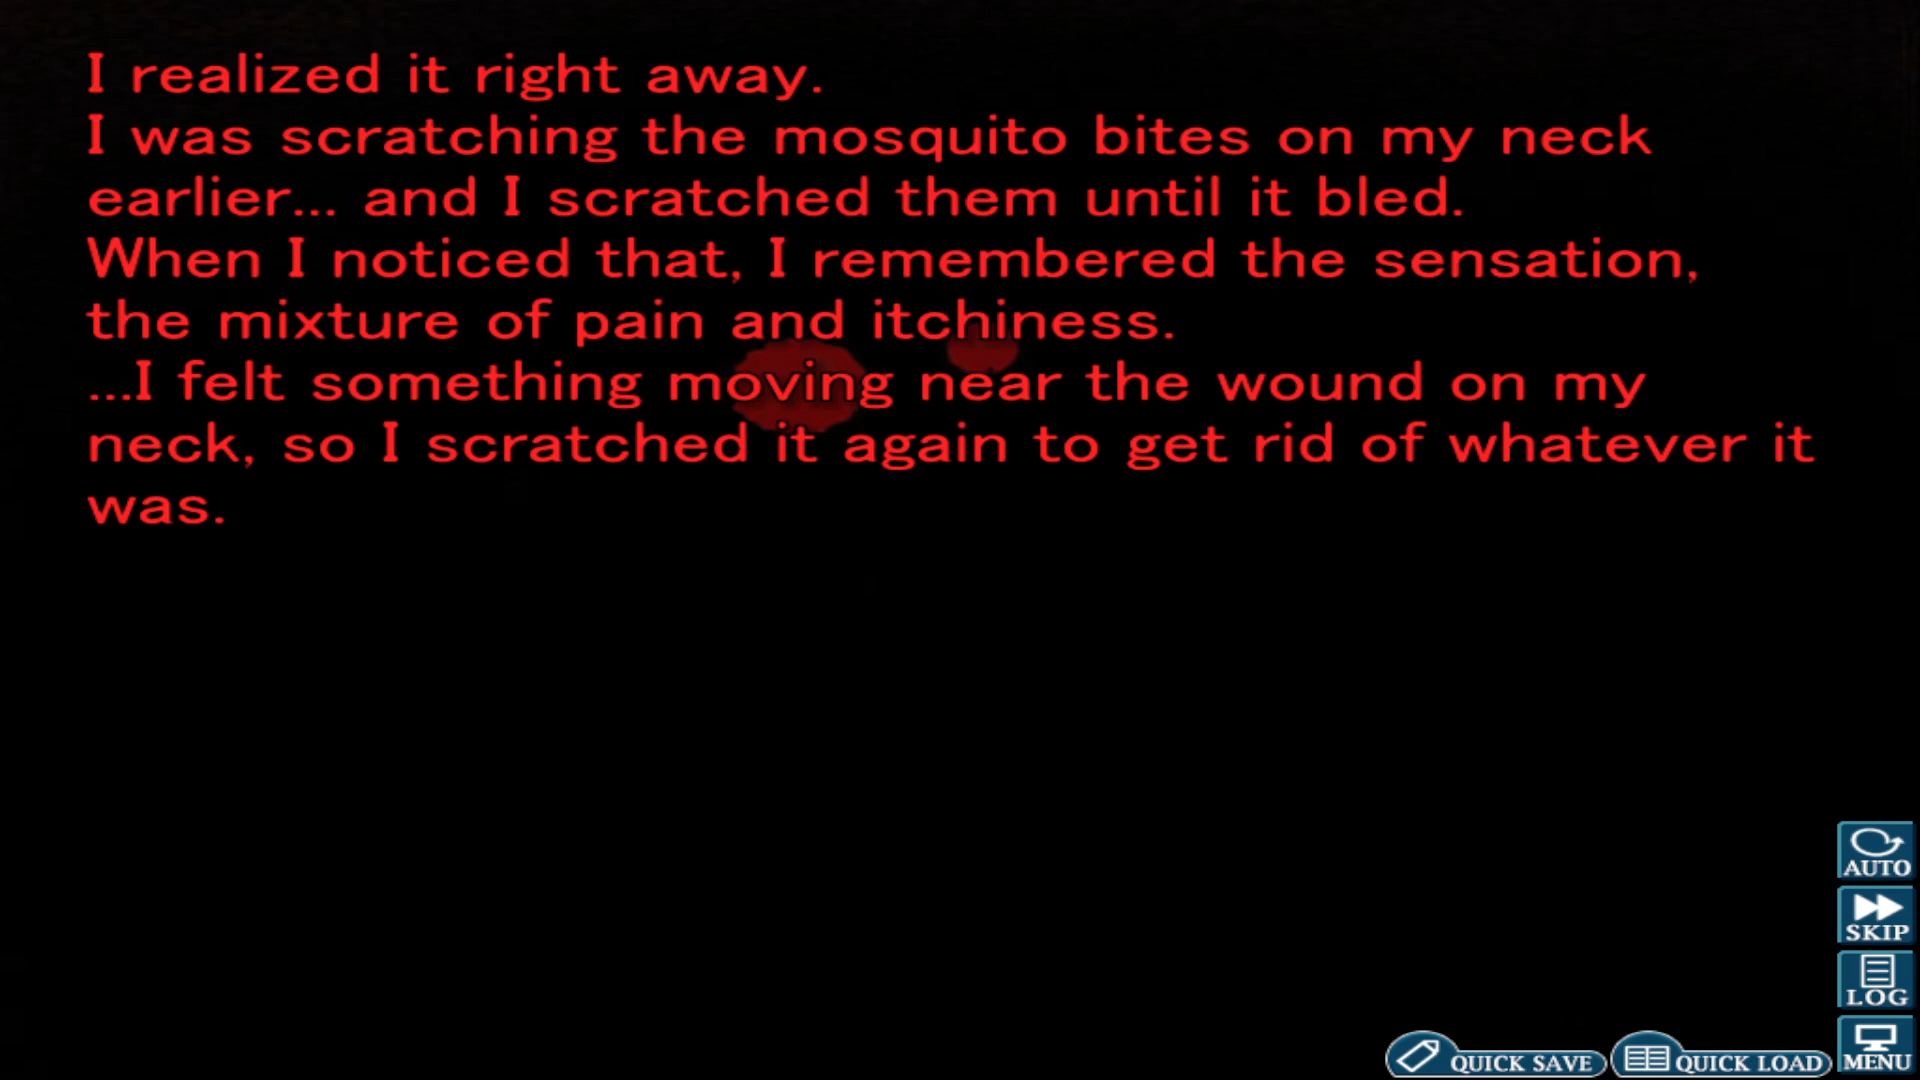 I realized it right away.
I was scratching the mosquito bites on my neck
earlier... and I scratched them until it bled.
When I noticed that, I remembered the sensation,
the mixture of pain and itchiness.
...I felt something moving near the wound on my
neck, so I scratched it again to get rid of whatever it
was.
AUTO
SKIP
LOG
MENU
QUICK SAVE
QUICK LOAD